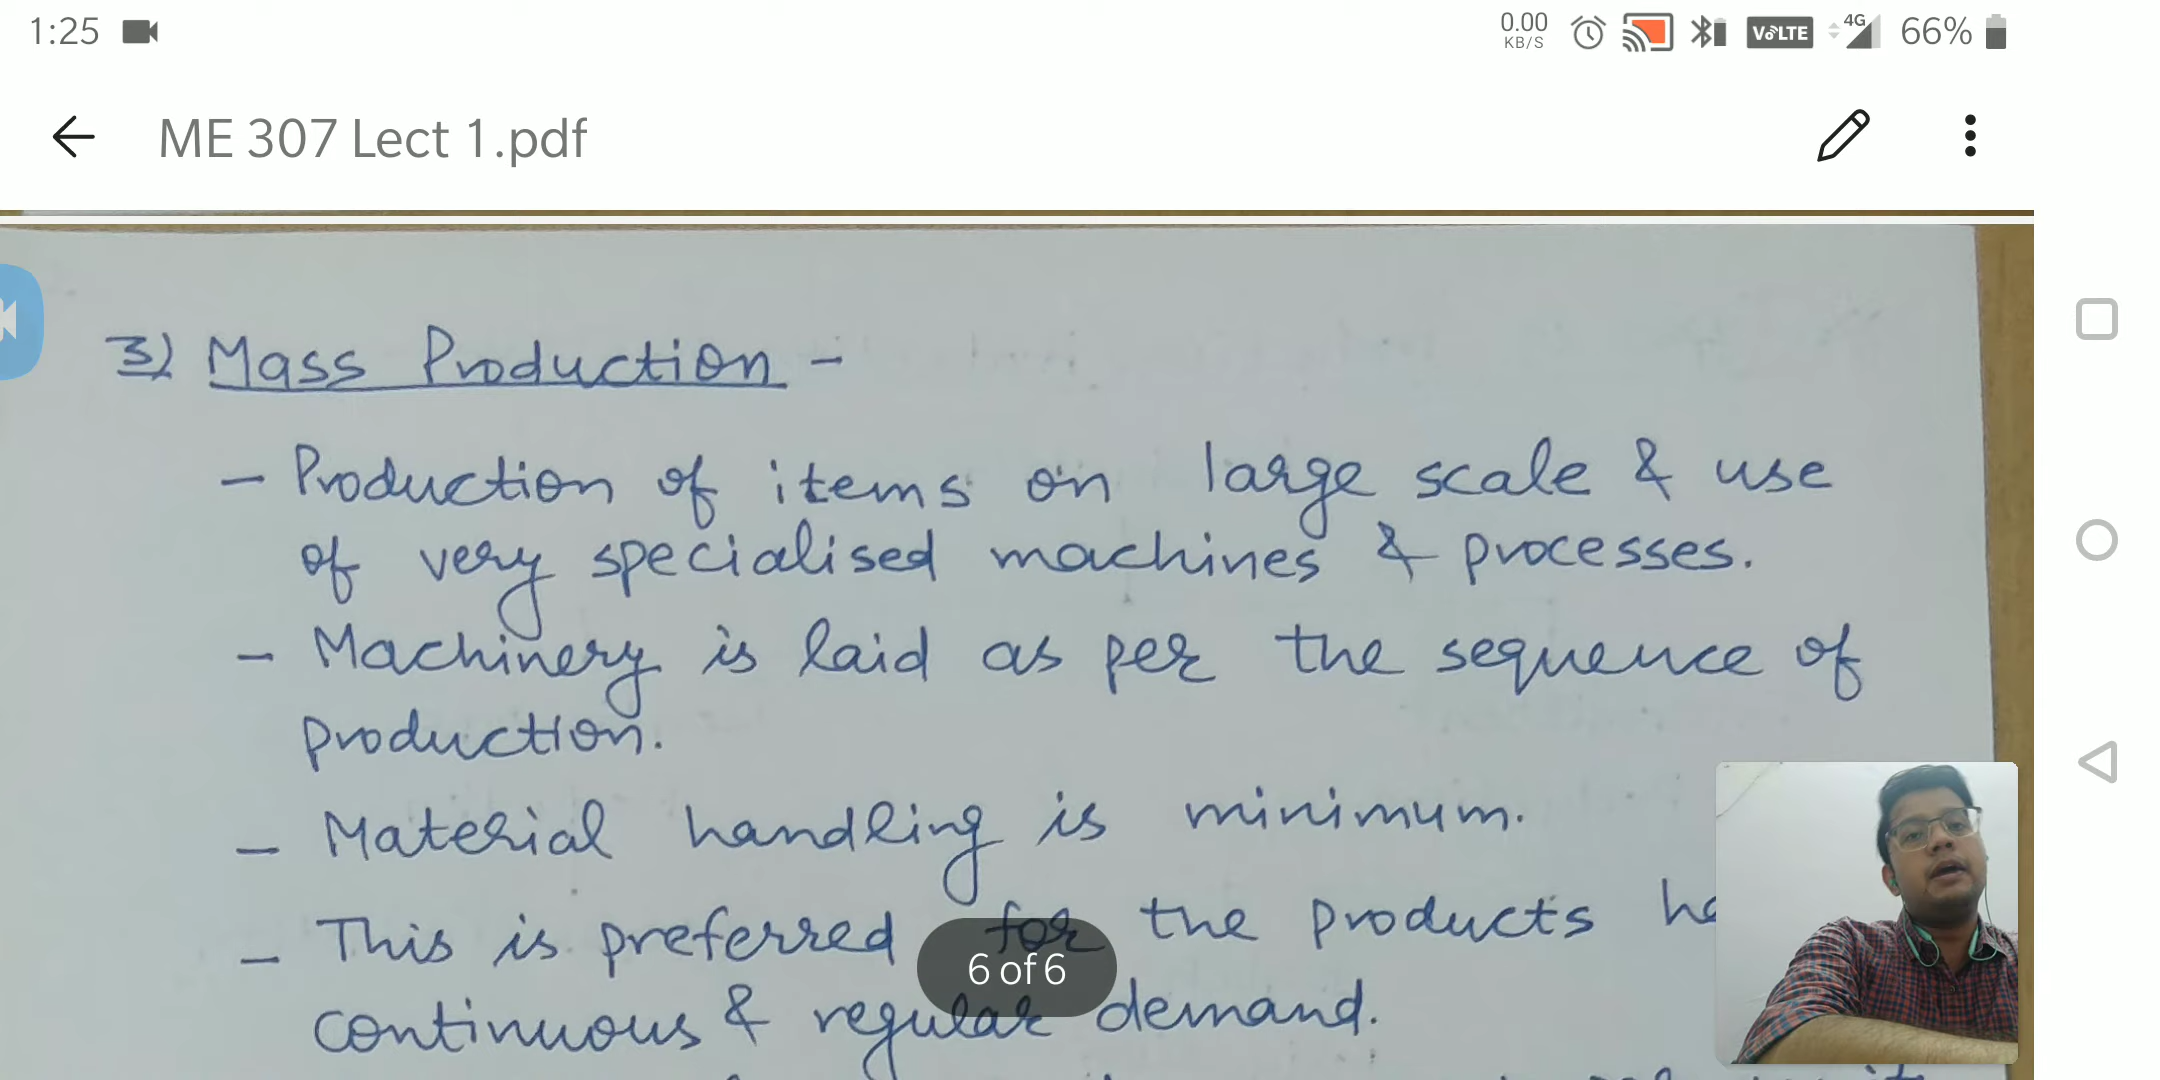 1:25
0.00
KB/S
VoLTE
4G
66%
ME 307 Lect 1.pdf
3) Mass Production -
- Production of items on large scale & use
of very specialised machines & processes.
- Machinery is laid as per the sequence of
production.
- Material handling is minimum.
- This is preferred for the products
6 of 6
continuous & regular demand.